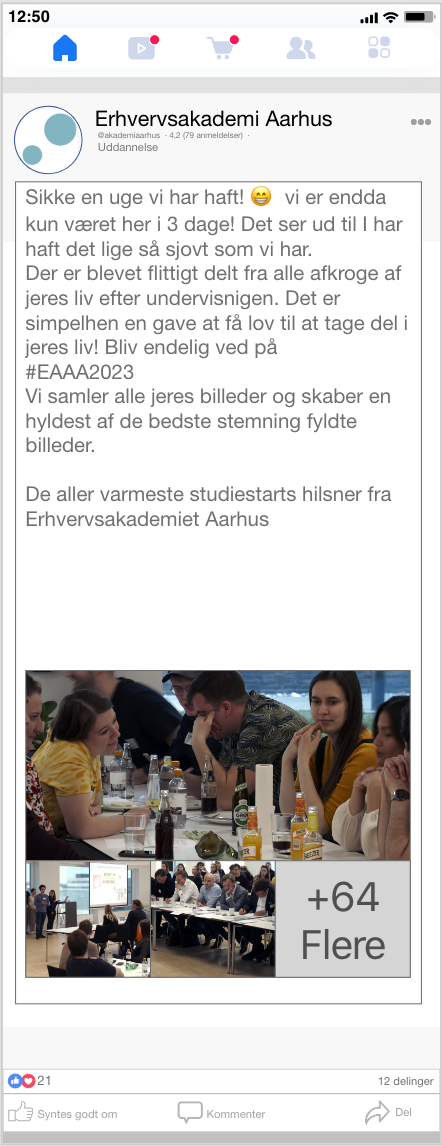 12:50
Erhvervsakademi Aarhus
@akademiaarhus · 4,2 (79 anmeldelser) ·
Uddannelse
Sikke en uge vi har haft! 😁 vi er endda
kun været her i 3 dage! Det ser ud til I har
haft det lige så sjovt som vi har.
Der er blevet flittigt delt fra alle afkroge af
jeres liv efter undervisnigen. Det er
simpelhen en gave at få lov til at tage del i
jeres liv! Bliv endelig ved på
#EAAA2023
Vi samler alle jeres billeder og skaber en
hyldest af de bedste stemning fyldte
billeder.
De aller varmeste studiestarts hilsner fra
Erhvervsakademiet Aarhus
+64
Flere
21
12 delinger
Syntes godt om
Kommenter
Del